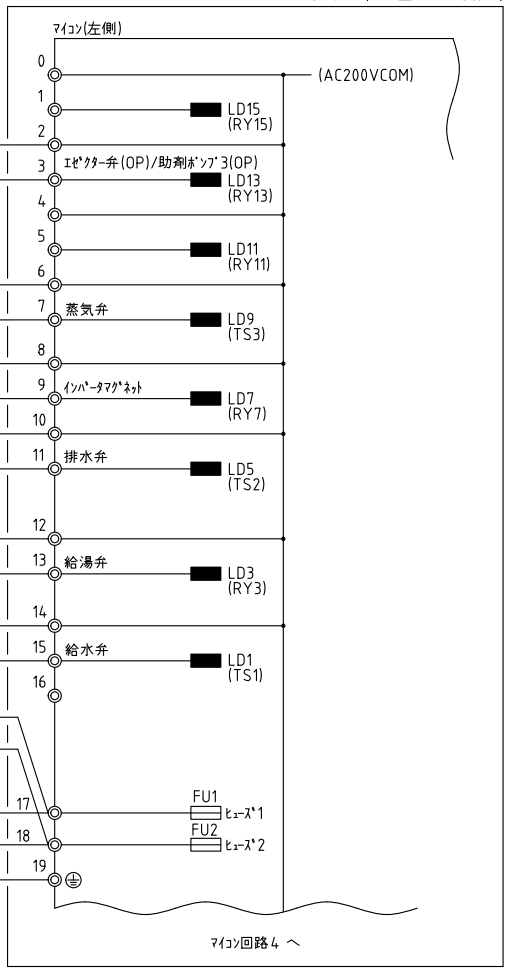 ﾏｲｺﾝ(左側)
0
(AC200VCOM)
1
LD15
(RY15)
2
3
ｴｾﾞｸﾀｰ弁(OP)/助剤ﾎﾟﾝﾌﾟ3(OP)
LD13
(RY13)
4
5
LD11
(RY11)
6
7
蒸気弁
LD9
(TS3)
8
9
ｲﾝﾊﾞｰﾀﾏｸﾞﾈｯﾄ
LD7
(RY7)
10
11
排水弁
LD5
(TS2)
12
13
給湯弁
LD3
(RY3)
14
15
給水弁
LD1
(TS1)
16
17
FU1
ﾋｭｰｽﾞ1
18
FU2
ﾋｭｰｽﾞ2
19
ﾏｲｺﾝ回路4 へ